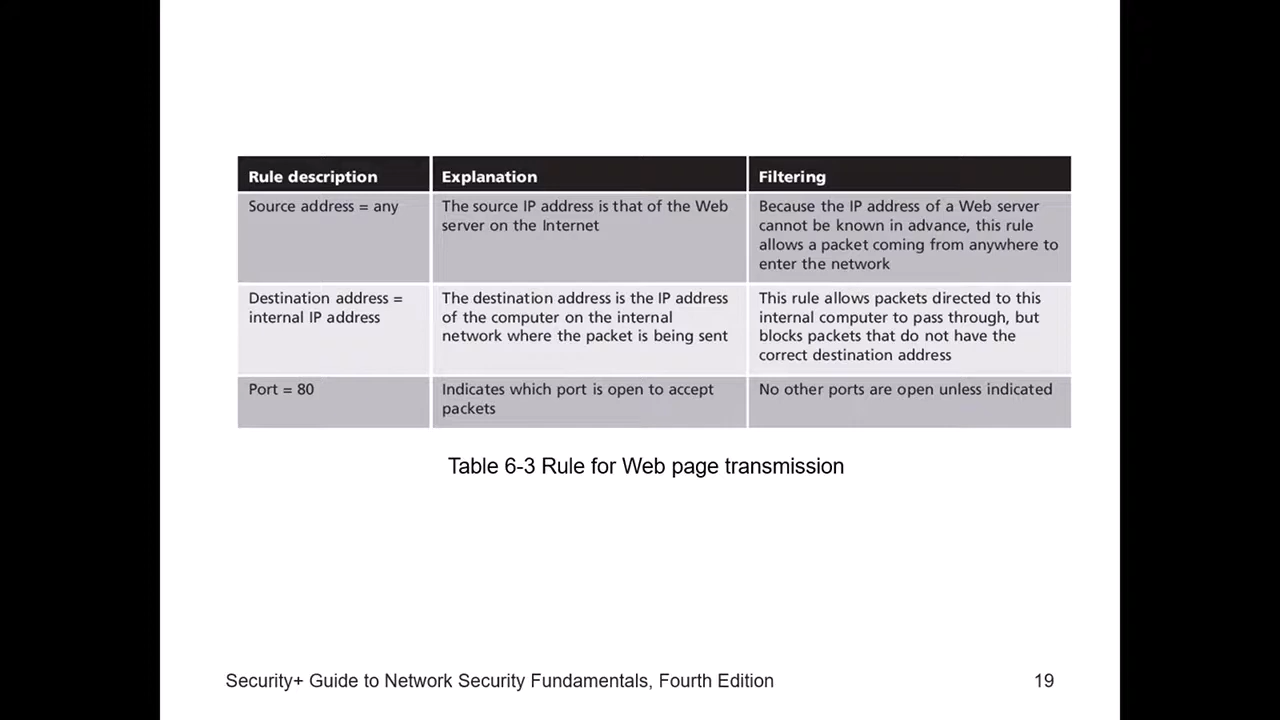 Rule description
Explanation
Filtering
Source address = any
The source IP address is that of the Web
server on the Internet
Because the IP address of a Web server
cannot be known in advance, this rule
allows a packet coming from anywhere to
enter the network
Destination address =
internal IP address
The destination address is the IP address
of the computer on the internal
network where the packet is being sent
This rule allows packets directed to this
internal computer to pass through, but
blocks packets that do not have the
correct destination address
Port = 80
Indicates which port is open to accept
packets
No other ports are open unless indicated
Table 6-3 Rule for Web page transmission
Security+ Guide to Network Security Fundamentals, Fourth Edition
19